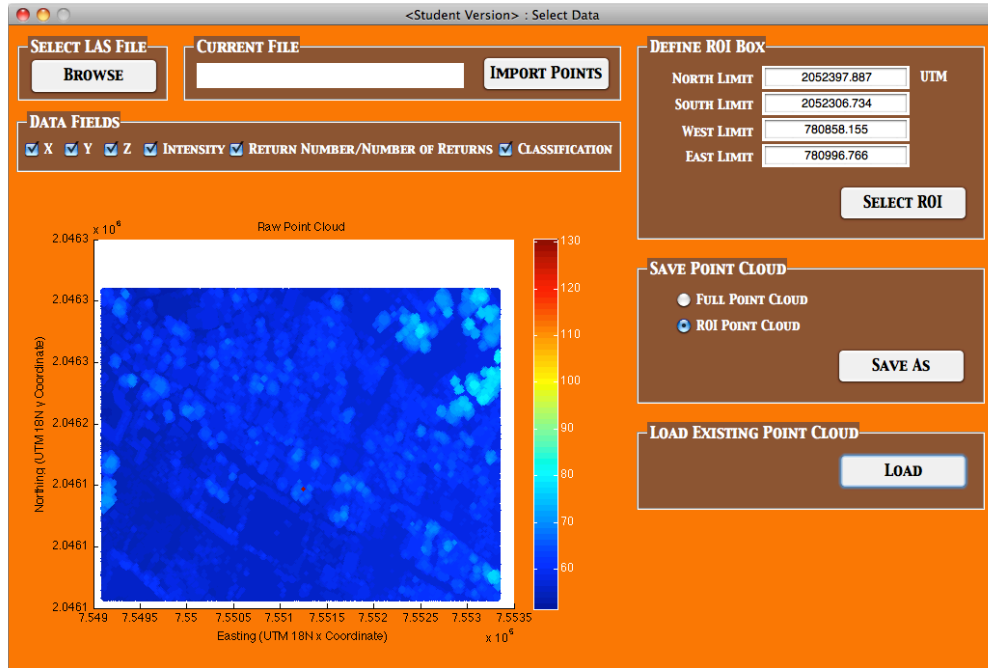 <Student Version> : Select Data
SELECT LAS FILE
BROWSE
CURRENT FILE
IMPORT POINTS
DATA FIELDS
X Y Z INTENSITY RETURN NUMBER/NUMBER OF RETURNS CLASSIFICATION
DEFINE ROI BOX
NORTH LIMIT 2052397.887 UTM
SOUTH LIMIT 2052306.734
WEST LIMIT 780858.155
EAST LIMIT 780996.766
SELECT ROI
SAVE POINT CLOUD
FULL POINT CLOUD
ROI POINT CLOUD
SAVE AS
LOAD EXISTING POINT CLOUD
LOAD
x 10^6
Raw Point Cloud
2.0463
2.0463
2.0463
2.0462
2.0461
2.0461
2.0461
Northing (UTM 18N y Coordinate)
7.549 7.5495 7.55 7.5505 7.551 7.5515 7.552 7.5525 7.553 7.5535
Easting (UTM 18N x Coordinate)
x 10^6
130
120
110
100
90
80
70
60